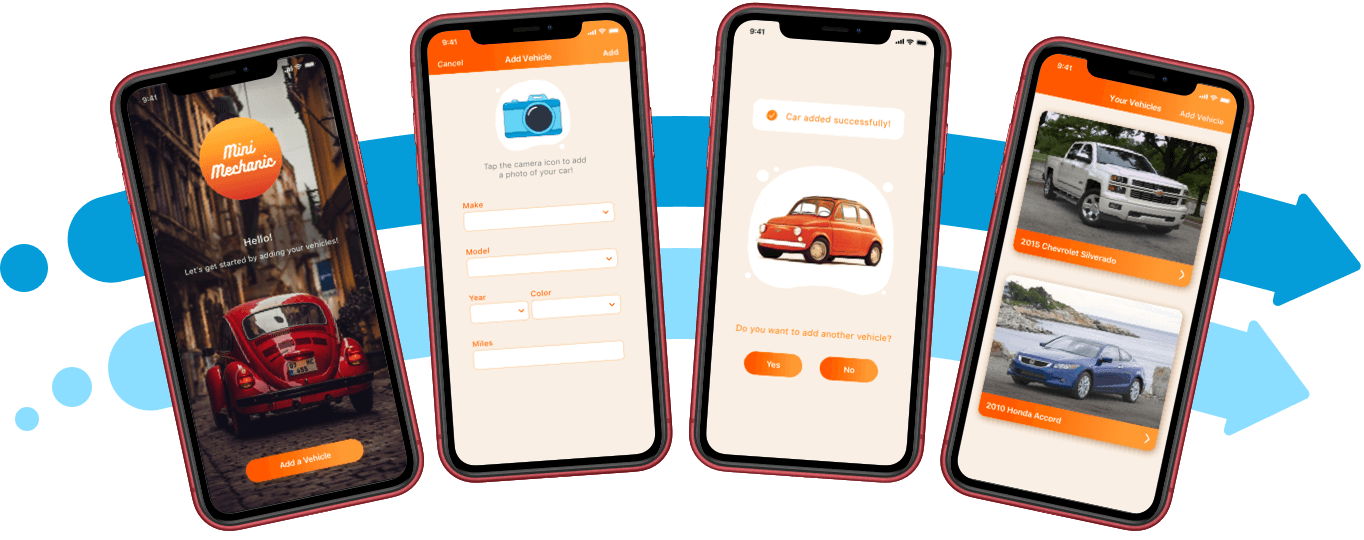 9:41
Mini
Mechanic
Hello!
Let's get started by adding your vehicles!
Add a Vehicle
9:41
Cancel
Add Vehicle
Add
Tap the camera icon to add
a photo of your car!
Make
Model
Year
Color
Miles
9:41
Car added successfully!
Do you want to add another vehicle?
Yes
No
9:41
Your Vehicles
Add Vehicle
2015 Chevrolet Silverado
2010 Honda Accord